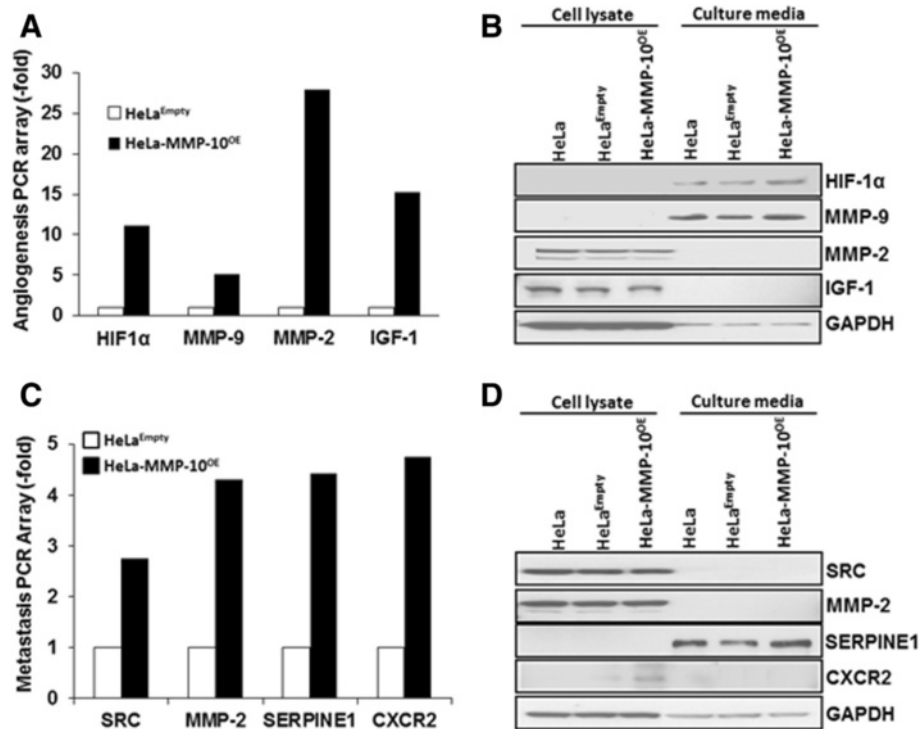 A
Angiogenesis PCR array (-fold)
30
25
20
15
10
5
0
HeLaEmpty
HeLa-MMP-10OE
HIF1α MMP-9 MMP-2 IGF-1
B
Cell lysate Culture media
HeLa
HeLaEmpty
HeLa-MMP-10OE
HeLa
HeLaEmpty
HeLa-MMP-10OE
HIF-1α
MMP-9
MMP-2
IGF-1
GAPDH
C
Metastasis PCR Array (-fold)
HeLaEmpty
HeLa-MMP-10OE
5
4
3
2
1
0
SRC MMP-2 SERPINE1 CXCR2
D
Cell lysate Culture media
HeLa
HeLaEmpty
HeLa-MMP-10OE
HeLa
HeLaEmpty
HeLa-MMP-10OE
SRC
MMP-2
SERPINE1
CXCR2
GAPDH